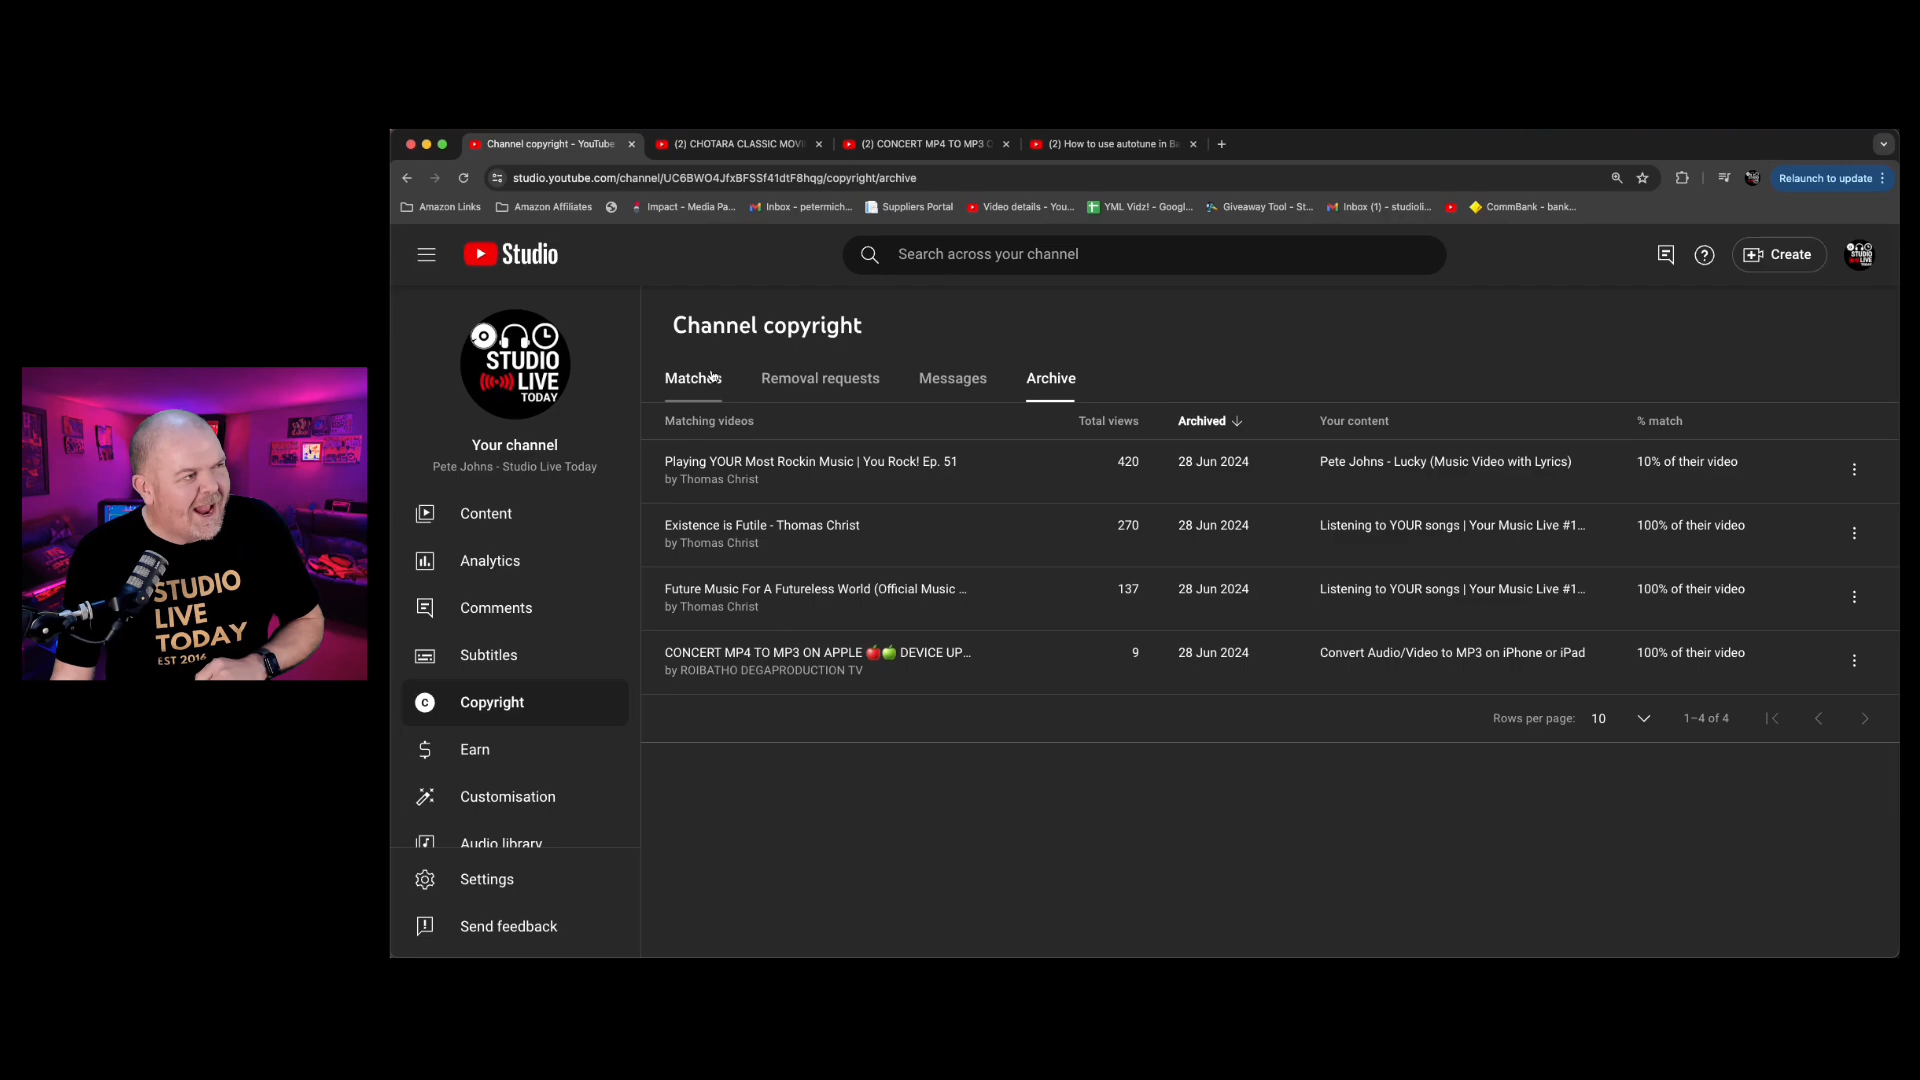 Channel copyright - YouTube
(2) CHOTARA CLASSIC MOVI
(2) CONCERT MP4 TO MP3 O
(2) How to use autotune in Ba
studio.youtube.com/channel/UC6BWO4JfxBFSSf41dtF8hqg/copyright/archive
Relaunch to update
Amazon Links
Amazon Affiliates
Impact - Media Pa...
Inbox - petermich...
Suppliers Portal
Video details - You...
YML Vidz! - Googl...
Giveaway Tool - St...
Inbox (1) - studioli...
CommBank - bank...
Studio
Search across your channel
Create
STUDIO
LIVE
TODAY
Your channel
Pete Johns - Studio Live Today
Content
Analytics
Comments
Subtitles
Copyright
Earn
Customisation
Audio library
Settings
Send feedback
Channel copyright
Matches
Removal requests
Messages
Archive
Matching videos Total views Archived Your content % match
Playing YOUR Most Rockin Music | You Rock! Ep. 51 420 28 Jun 2024 Pete Johns - Lucky (Music Video with Lyrics) 10% of their video
by Thomas Christ
Existence is Futile - Thomas Christ 270 28 Jun 2024 Listening to YOUR songs | Your Music Live #1... 100% of their video
by Thomas Christ
Future Music For A Futureless World (Official Music ... 137 28 Jun 2024 Listening to YOUR songs | Your Music Live #1... 100% of their video
by Thomas Christ
CONCERT MP4 TO MP3 ON APPLE 🍎🍏 DEVICE UP... 9 28 Jun 2024 Convert Audio/Video to MP3 on iPhone or iPad 100% of their video
by ROIBATHO DEGAPRODUCTION TV
Rows per page: 10 1–4 of 4
STUDIO
LIVE
TODAY
EST 2016